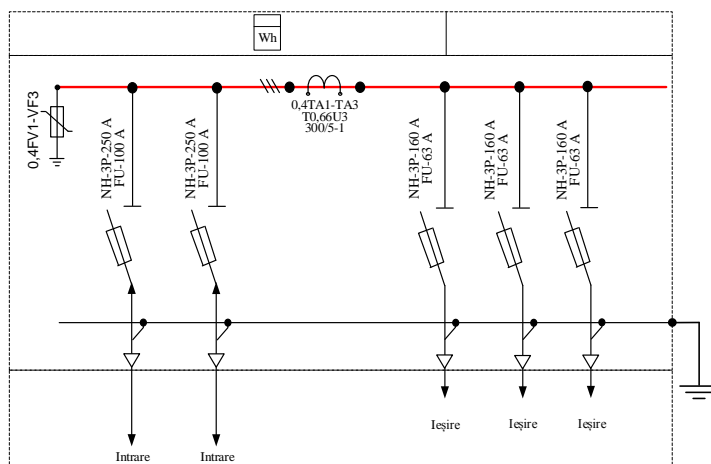 Wh
0,4TA1-TA3
T0,66U3
300/5-1
0,4FV1-VF3
NH-3P-250 A
FU-100 A
NH-3P-250 A
FU-100 A
NH-3P-160 A
FU-63 A
NH-3P-160 A
FU-63 A
NH-3P-160 A
FU-63 A
Intrare
Intrare
Ieșire
Ieșire
Ieșire